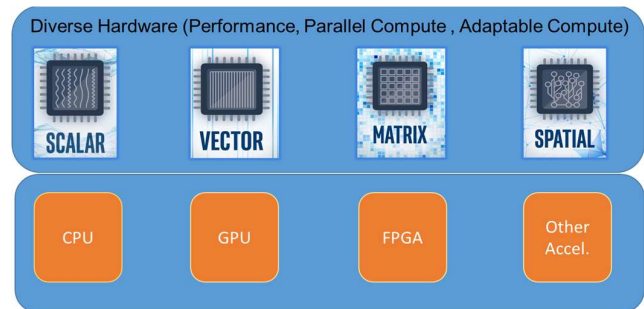 Diverse Hardware (Performance, Parallel Compute , Adaptable Compute)
SCALAR
VECTOR
MATRIX
SPATIAL
CPU
GPU
FPGA
Other
Accel.